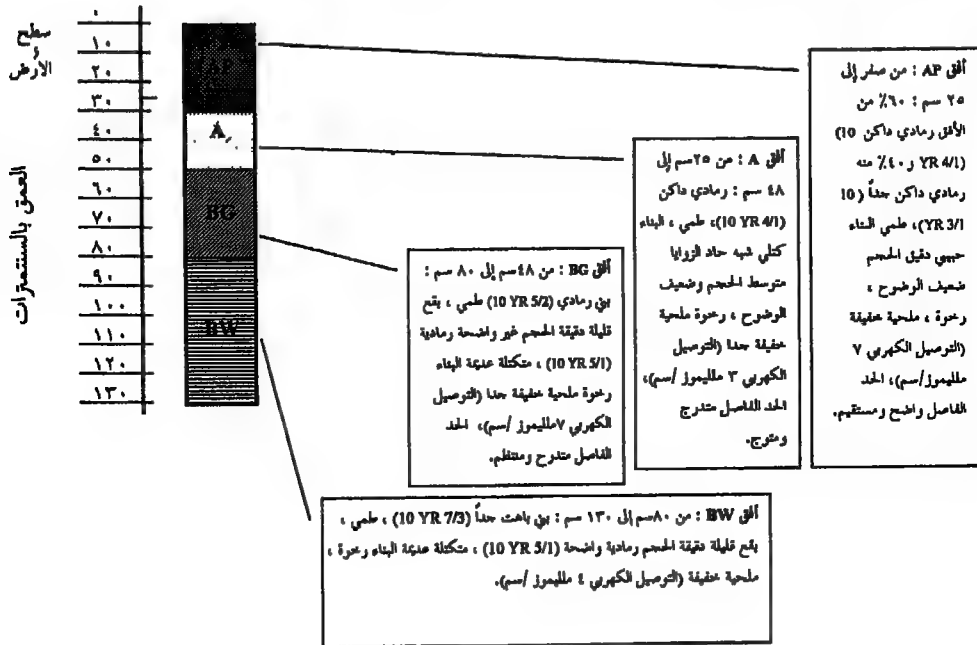 سطح
و
الأرض
العمق بالسنتمترات
٠
١٠
٢٠
٣٠
٤٠
٥٠
٦٠
٧٠
٨٠
٩٠
١٠٠
١١٠
١٢٠
١٣٠
AP
A
BG
BW
أفق AP : من صفر إلى
٢٥ سم : ٦٠٪ من
الأفق رمادي داكن (10
YR 4/1) و ٤٠٪ منه
رمادي داكن جداً (10
YR 3/1)، طمي البناء
حبيبي دقيق الحجم
ضعيف الوضوح ،
رخوة ، ملحية خفيفة
(التوصيل الكهربي ٧
ملليموز/سم)، الحد
الفاصل واضح ومستقيم.
أفق A : من ٢٥سم إلى
٤٨ سم : رمادي داكن
(10 YR 4/1)، طمي ، البناء
كتلي شبه حاد الزوايا
متوسط الحجم وضعيف
الوضوح ، رخوة ملحية
خفيفة جدا (التوصيل
الكهربي ٣ ملليموز /سم)،
الحد الفاصل متدرج
ومتوج.
أفق BG : من ٤٨سم إلى ٨٠ سم :
بني رمادي (10 YR 5/2) طمي ، بقع
قليلة دقيقة الحجم غير واضحة رمادية
(10 YR 5/1) ، متكتلة عديمة البناء
رخوة ملحية خفيفة جدا (التوصيل
الكهربي ٧ملليموز /سم)، الحد
الفاصل متدرج ومنتظم.
أفق BW : من ٨٠سم إلى ١٣٠ سم : بني باهت جداً (10 YR 7/3) ، طمي ،
بقع قليلة دقيقة الحجم رمادية واضحة (10 YR 5/1) ، متكتلة عديمة البناء رخوة ،
ملحية خفيفة (التوصيل الكهربي ٤ ملليموز /سم).